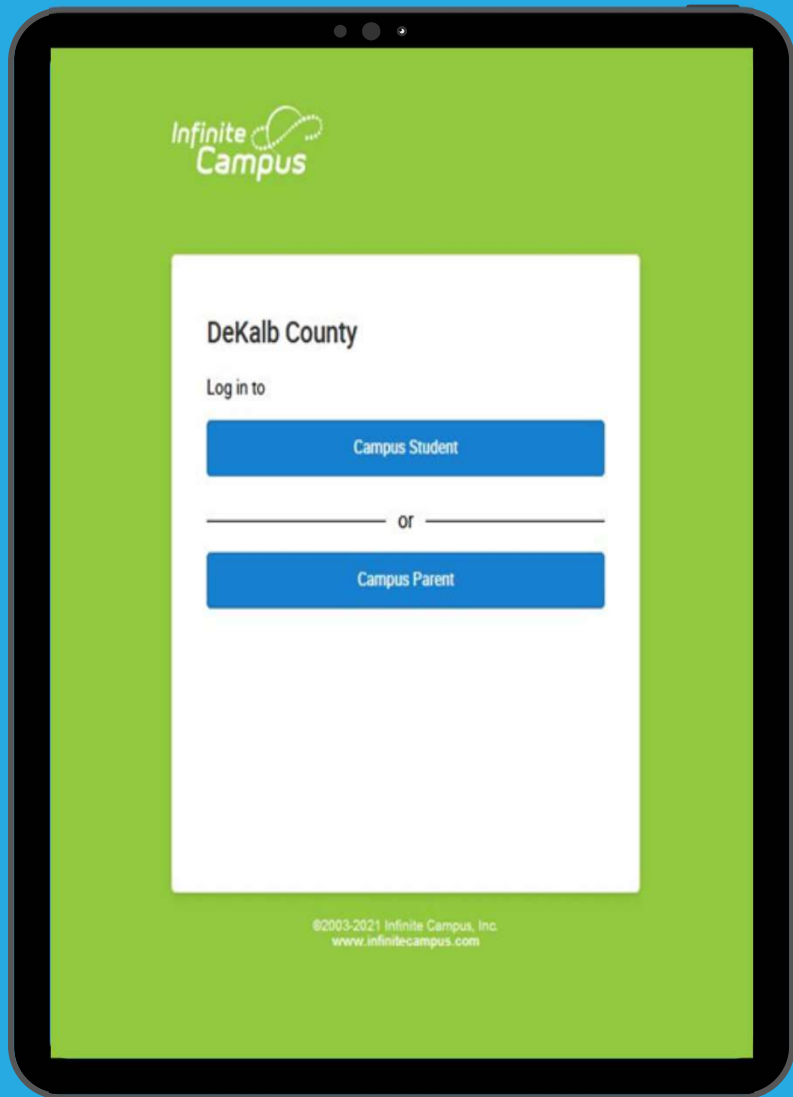 Infinite
Campus
DeKalb County
Log in to
Campus Student
or
Campus Parent
©2003-2021 Infinite Campus, Inc.
www.infinitecampus.com